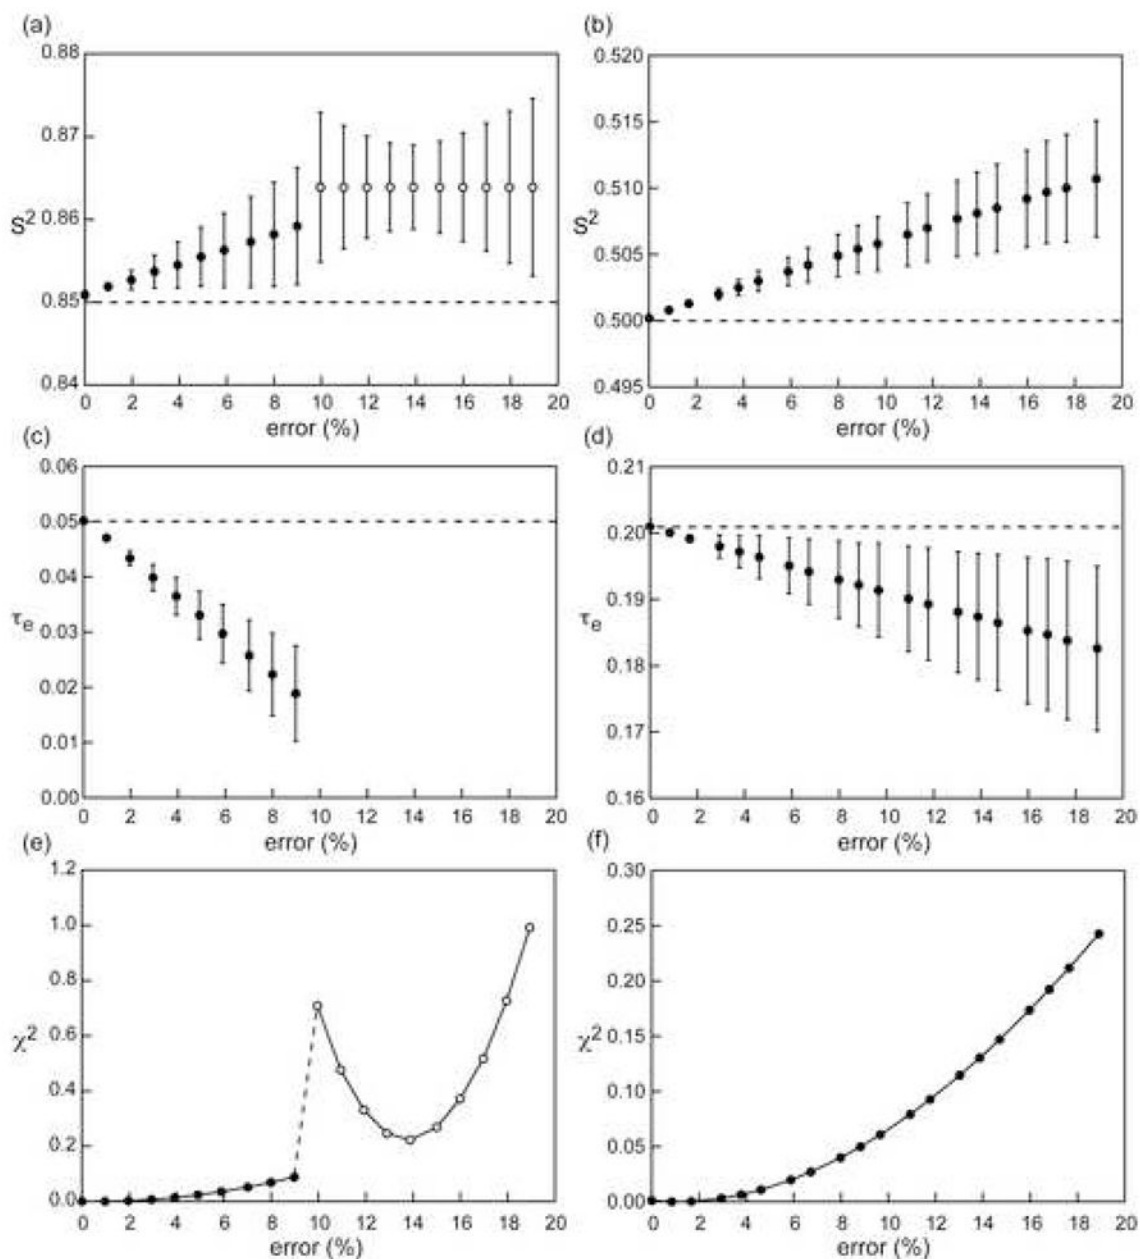 (a)
0.88
0.87
0.86
0.85
0.84
S²
0 2 4 6 8 10 12 14 16 18 20
error (%)
(b)
0.520
0.515
0.510
0.505
0.500
0.495
S²
0 2 4 6 8 10 12 14 16 18 20
error (%)
(c)
0.06
0.05
0.04
0.03
0.02
0.01
0.00
τe
0 2 4 6 8 10 12 14 16 18 20
error (%)
(d)
0.21
0.20
0.19
0.18
0.17
0.16
τe
0 2 4 6 8 10 12 14 16 18 20
error (%)
(e)
1.2
1.0
0.8
0.6
0.4
0.2
0.0
χ²
0 2 4 6 8 10 12 14 16 18 20
error (%)
(f)
0.30
0.25
0.20
0.15
0.10
0.05
0.00
χ²
0 2 4 6 8 10 12 14 16 18 20
error (%)